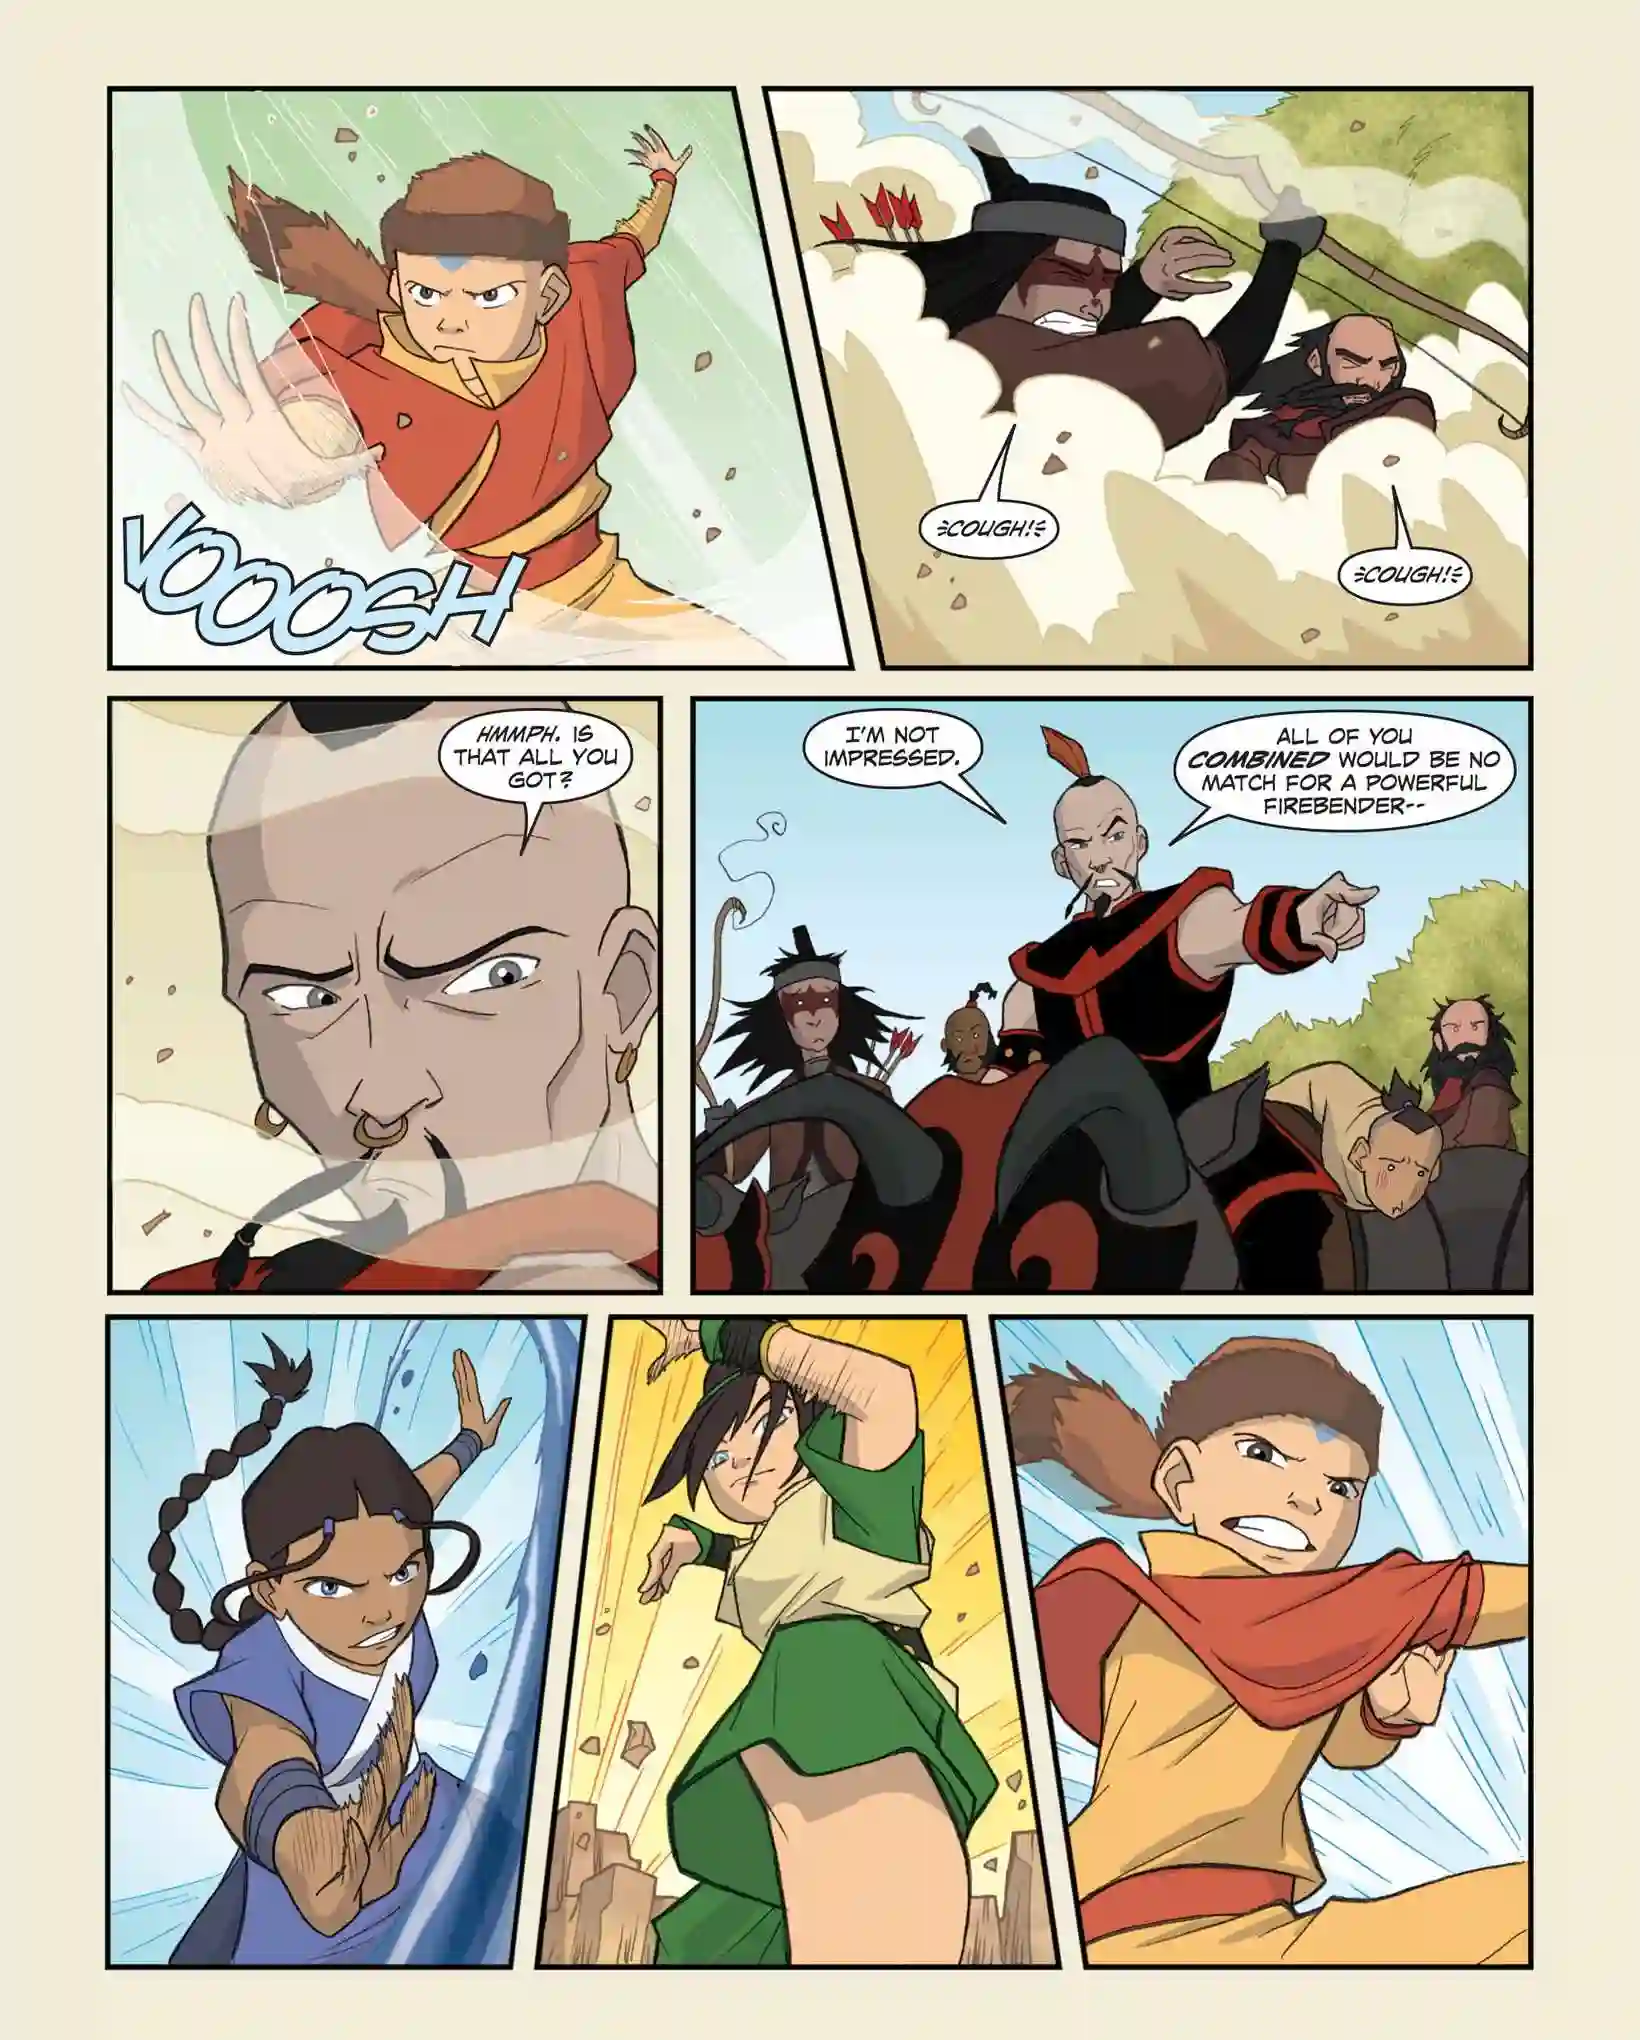 VOOOSH
COUGH!
COUGH!
HMMPH. IS
THAT ALL YOU
GOT?
I'M NOT
IMPRESSED.
ALL OF YOU
COMBINED WOULD BE NO
MATCH FOR A POWERFUL
FIREBENDER--